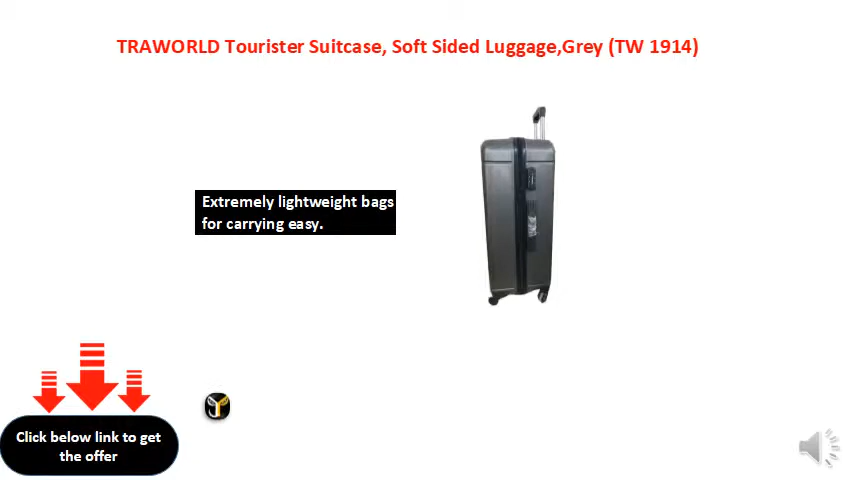 TRAWORLD Tourister Suitcase, Soft Sided Luggage,Grey (TW 1914)
Extremely lightweight bags
for carrying easy.
Click below link to get
the offer